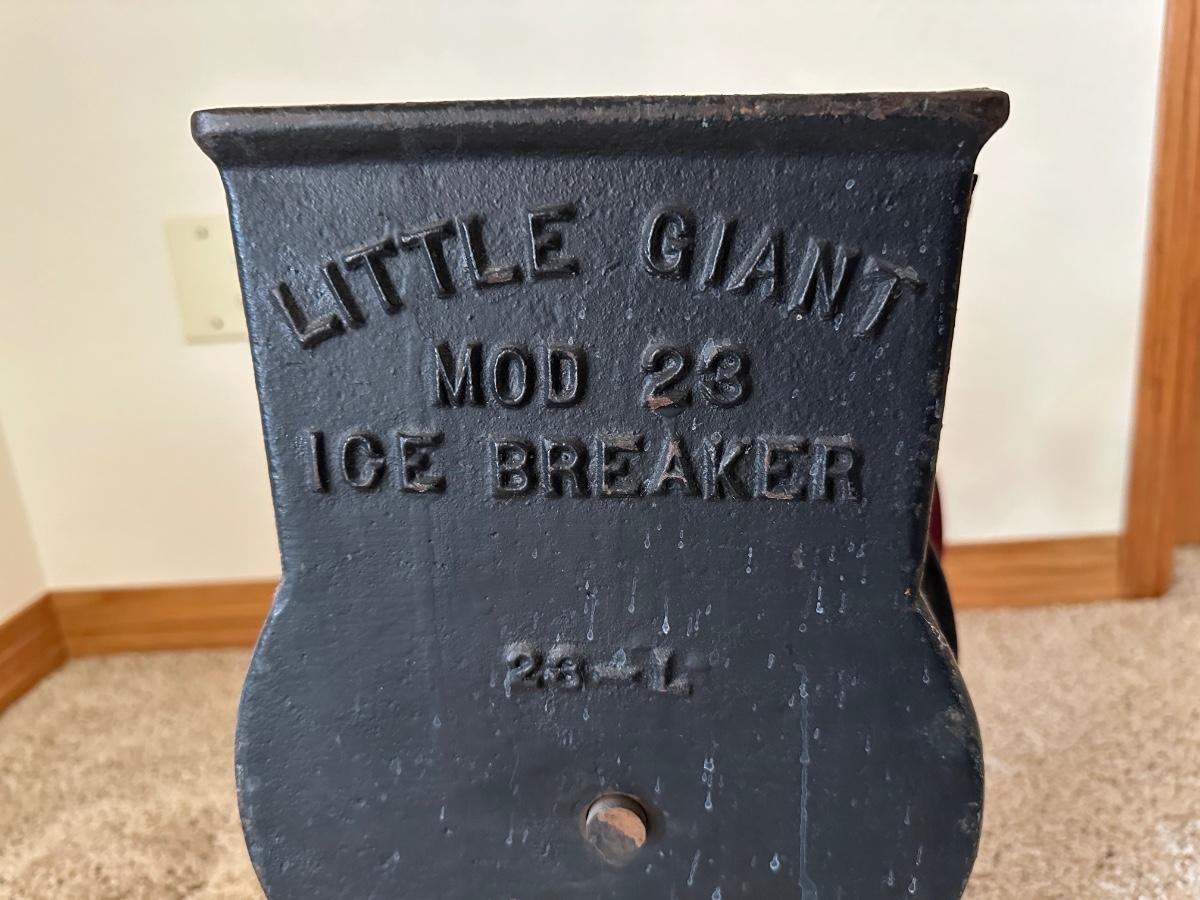 LITTLE GIANT
MOD 23
ICE BREAKER
23-L